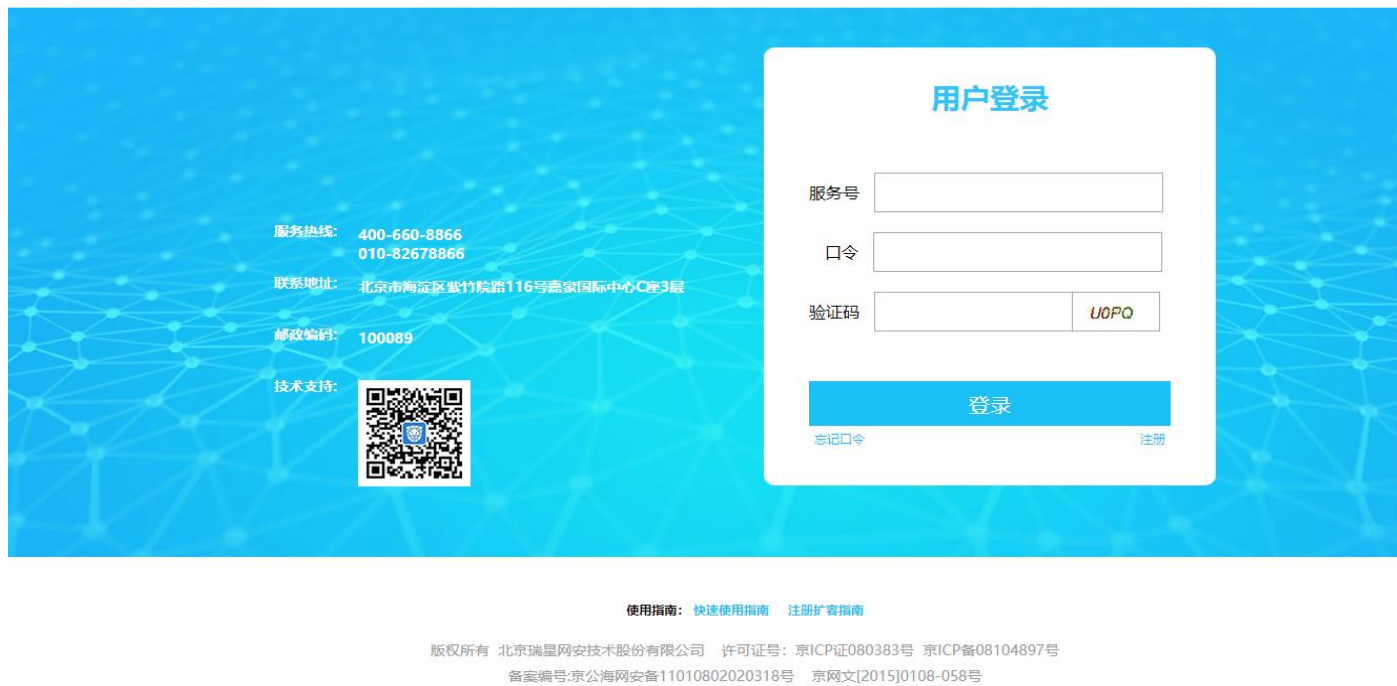 用户登录
服务号
口令
验证码 U0PQ
登录
忘记口令 注册
服务热线: 400-660-8866
010-82678866
联系地址: 北京市海淀区紫竹院路116号嘉豪国际中心C座3层
邮政编码: 100089
技术支持:
使用指南: 快速使用指南 注册扩容指南
版权所有 北京瑞星网安技术股份有限公司 许可证号: 京ICP证080383号 京ICP备08104897号
备案编号:京公海网安备11010802020318号 京网文[2015]0108-058号